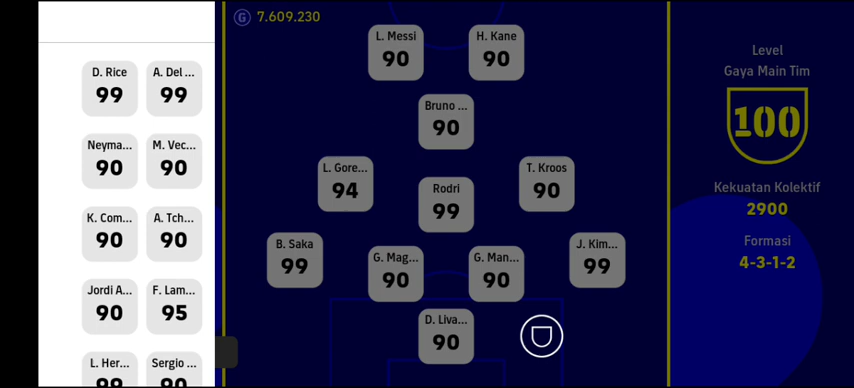 D. Rice
99
A. Del ...
99
Neyma...
90
M. Vec...
90
K. Com...
90
A. Tch...
90
Jordi A...
90
F. Lam...
95
L. Her...
Sergio ...
G 7.609.230
L. Messi
90
H. Kane
90
Bruno ...
90
L. Gore...
94
T. Kroos
90
Rodri
99
B. Saka
99
J. Kim...
99
G. Mag...
90
G. Man...
90
D. Liva...
90
Level
Gaya Main Tim
100
Kekuatan Kolektif
2900
Formasi
4-3-1-2